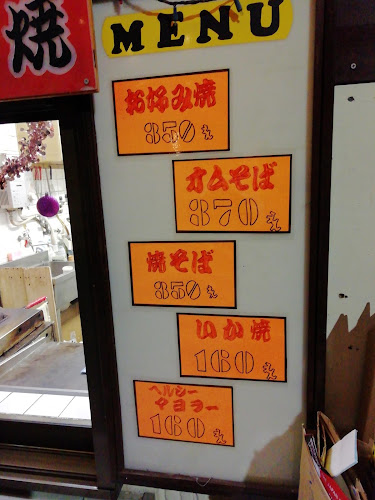 焼
MENU
お好み焼
350え
オムそば
370え
焼そば
350え
いか焼
160え
ヘルシー
マヨラー
160え